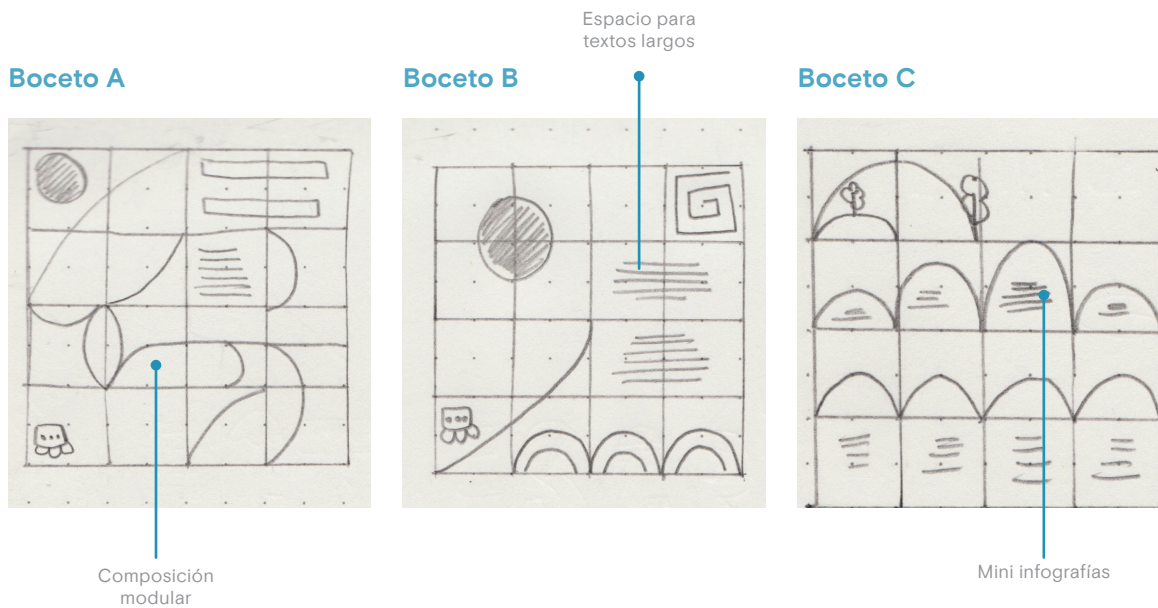 Espacio para
textos largos
Boceto A
Boceto B
Boceto C
Composición
modular
Mini infografías